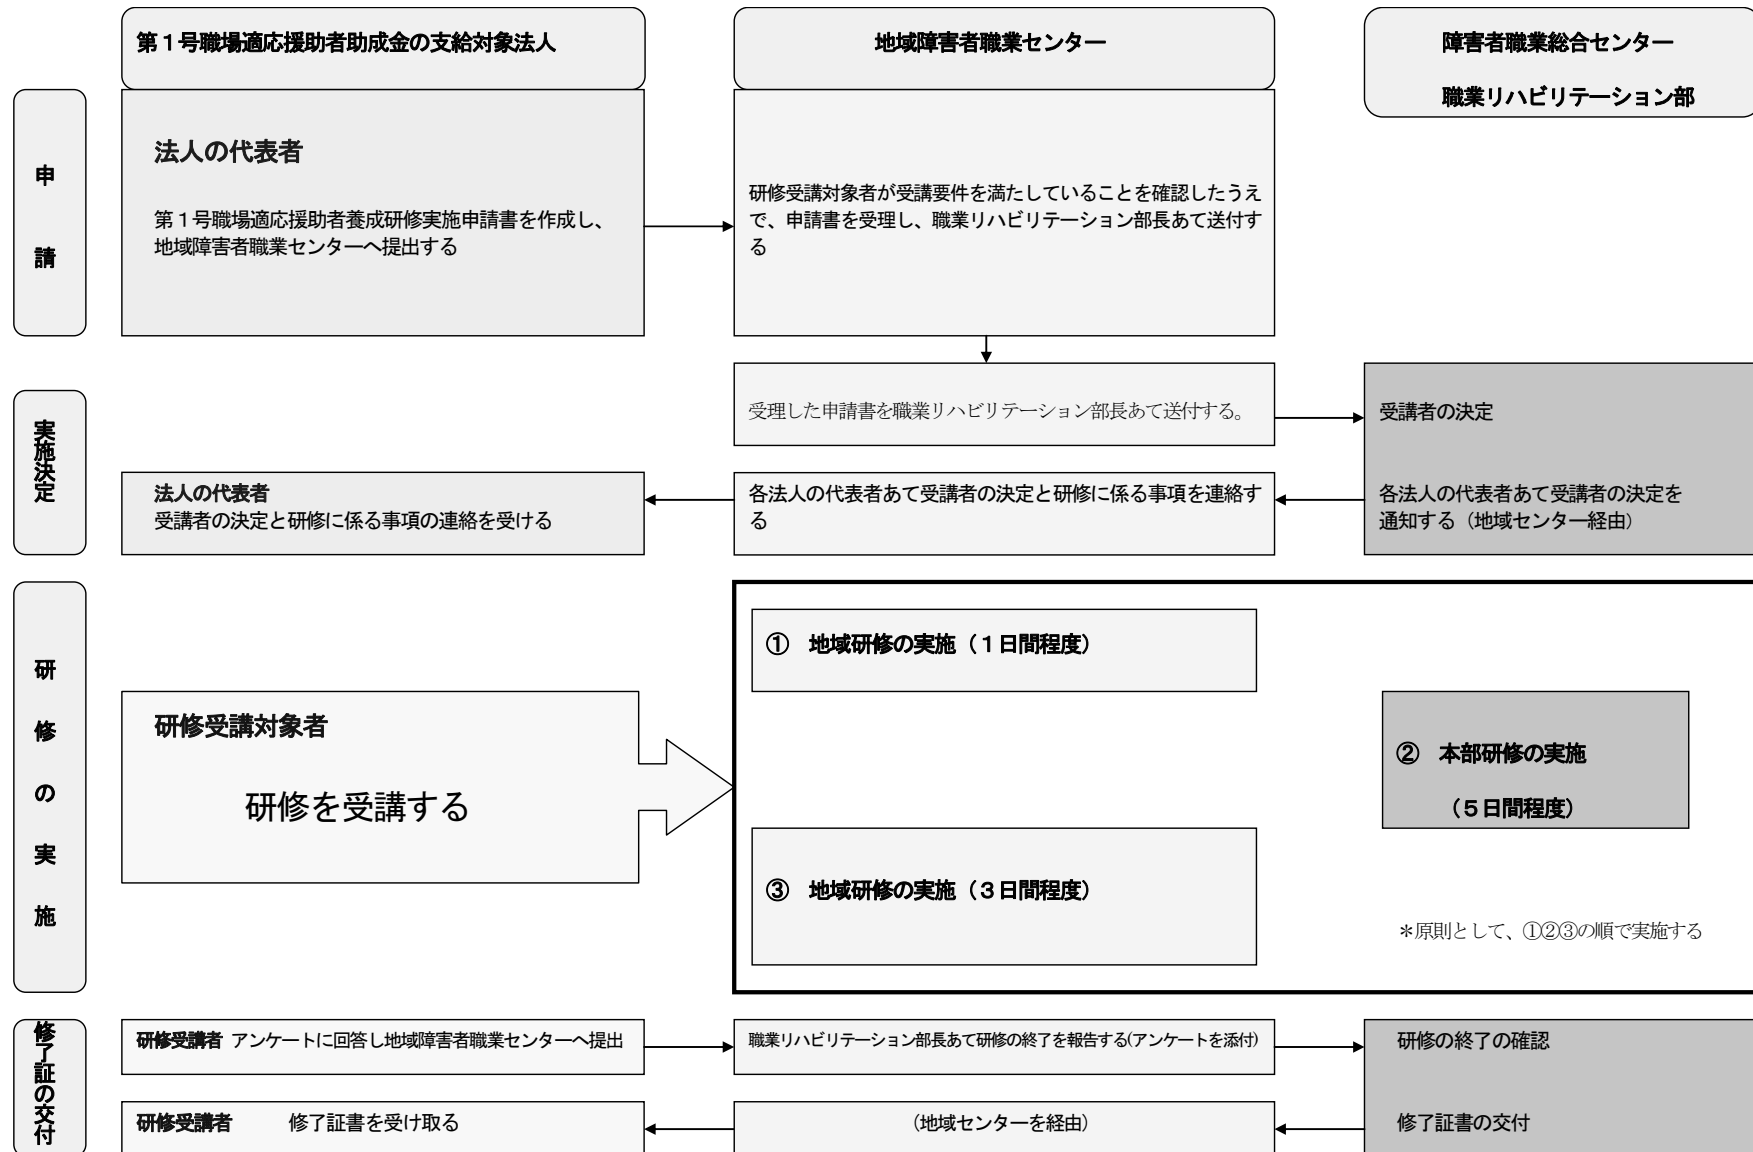 第1号職場適応援助者助成金の支給対象法人
地域障害者職業センター
障害者職業総合センター
職業リハビリテーション部
申請
法人の代表者
第1号職場適応援助者養成研修実施申請書を作成し、
地域障害者職業センターへ提出する
研修受講対象者が受講要件を満たしていることを確認したうえ
で、申請書を受理し、職業リハビリテーション部長あて送付す
る
実施決定
受理した申請書を職業リハビリテーション部長あて送付する。
受講者の決定
法人の代表者
受講者の決定と研修に係る事項の連絡を受ける
各法人の代表者あて受講者の決定と研修に係る事項を連絡す
る
各法人の代表者あて受講者の決定を
通知する（地域センター経由）
研修の実施
研修受講対象者
研修を受講する
① 地域研修の実施（1日間程度）
② 本部研修の実施
（5日間程度）
③ 地域研修の実施（3日間程度）
＊原則として、①②③の順で実施する
修了証の交付
研修受講者 アンケートに回答し地域障害者職業センターへ提出
職業リハビリテーション部長あて研修の終了を報告する(アンケートを添付)
研修の終了の確認
研修受講者 修了証書を受け取る
（地域センターを経由）
修了証書の交付